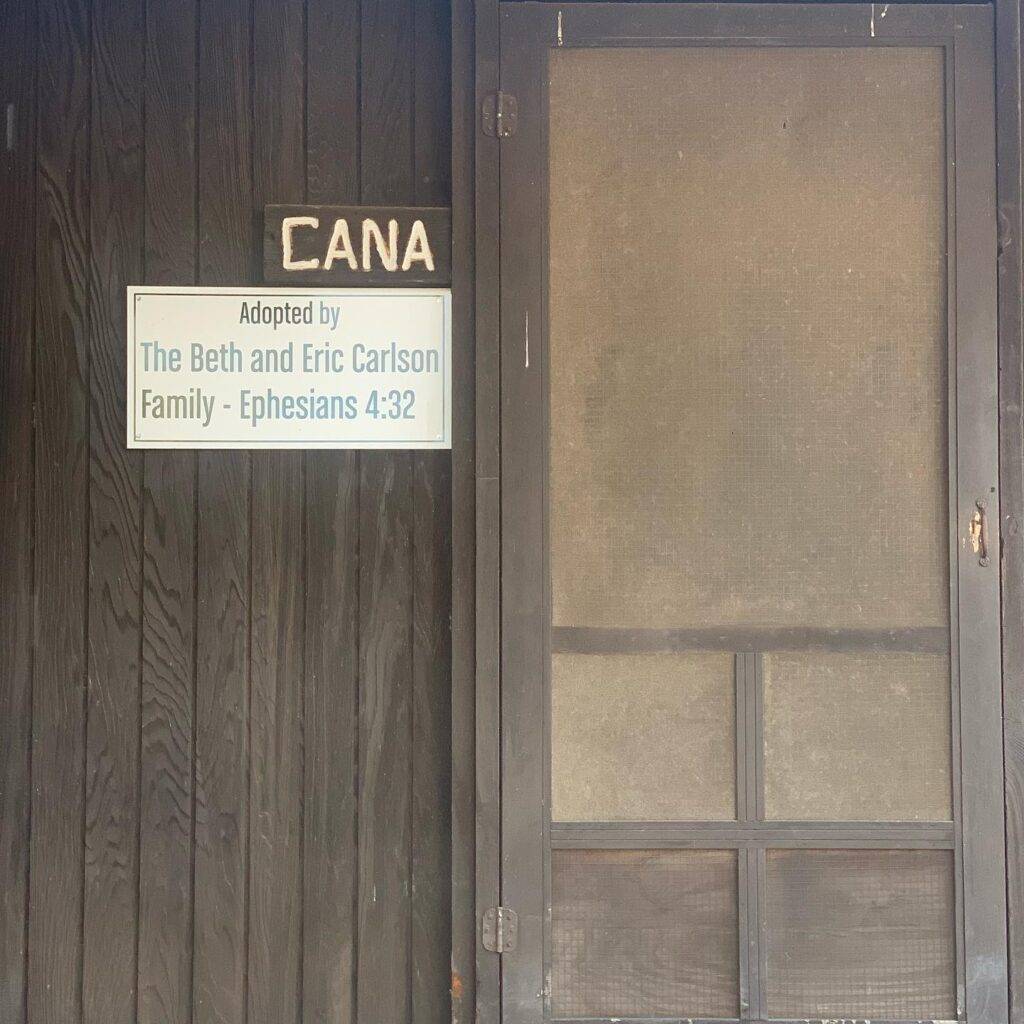 CANA
Adopted by
The Beth and Eric Carlson
Family - Ephesians 4:32